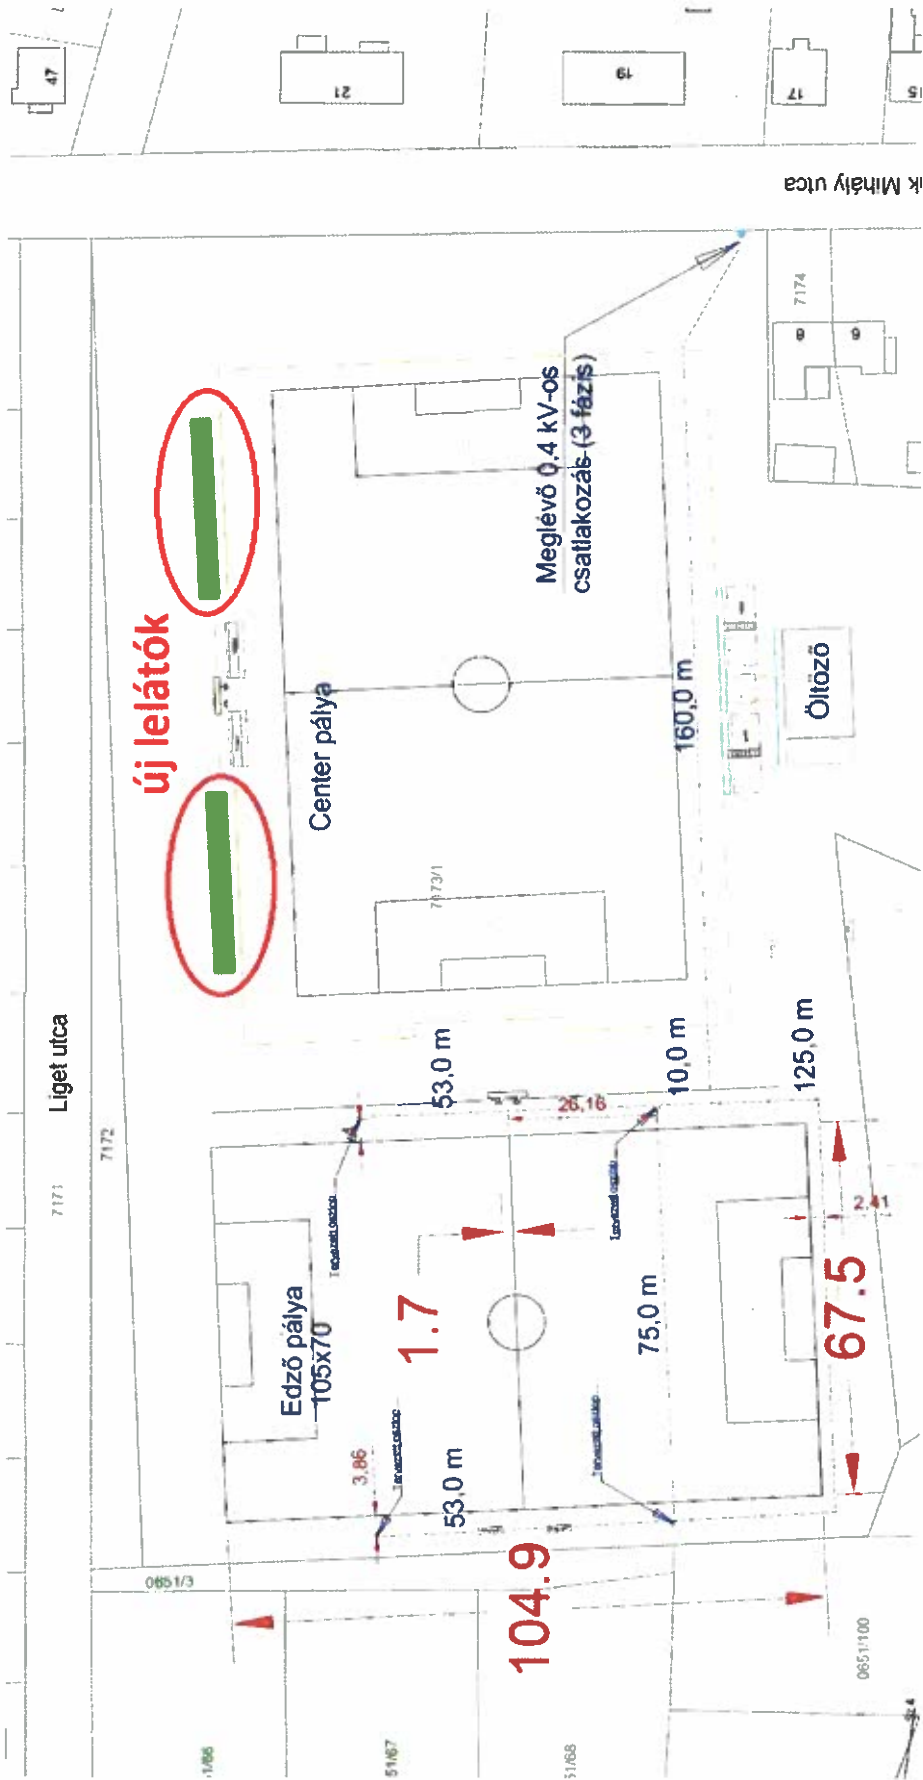 47
21
19
17
15
Mihály utca
7174
8
6
Meglévő 0,4 kV-os
csatlakozás (3 fázis)
új lelátók
Center pálya
160,0 m
Öltöző
7173/1
Liget utca
7172
7171
53,0 m
10,0 m
125,0 m
26,16
2,41
Edző pálya
105x70
1.7
75,0 m
67.5
3,86
53,0 m
104.9
0651/3
0651/100
51/67
51/68